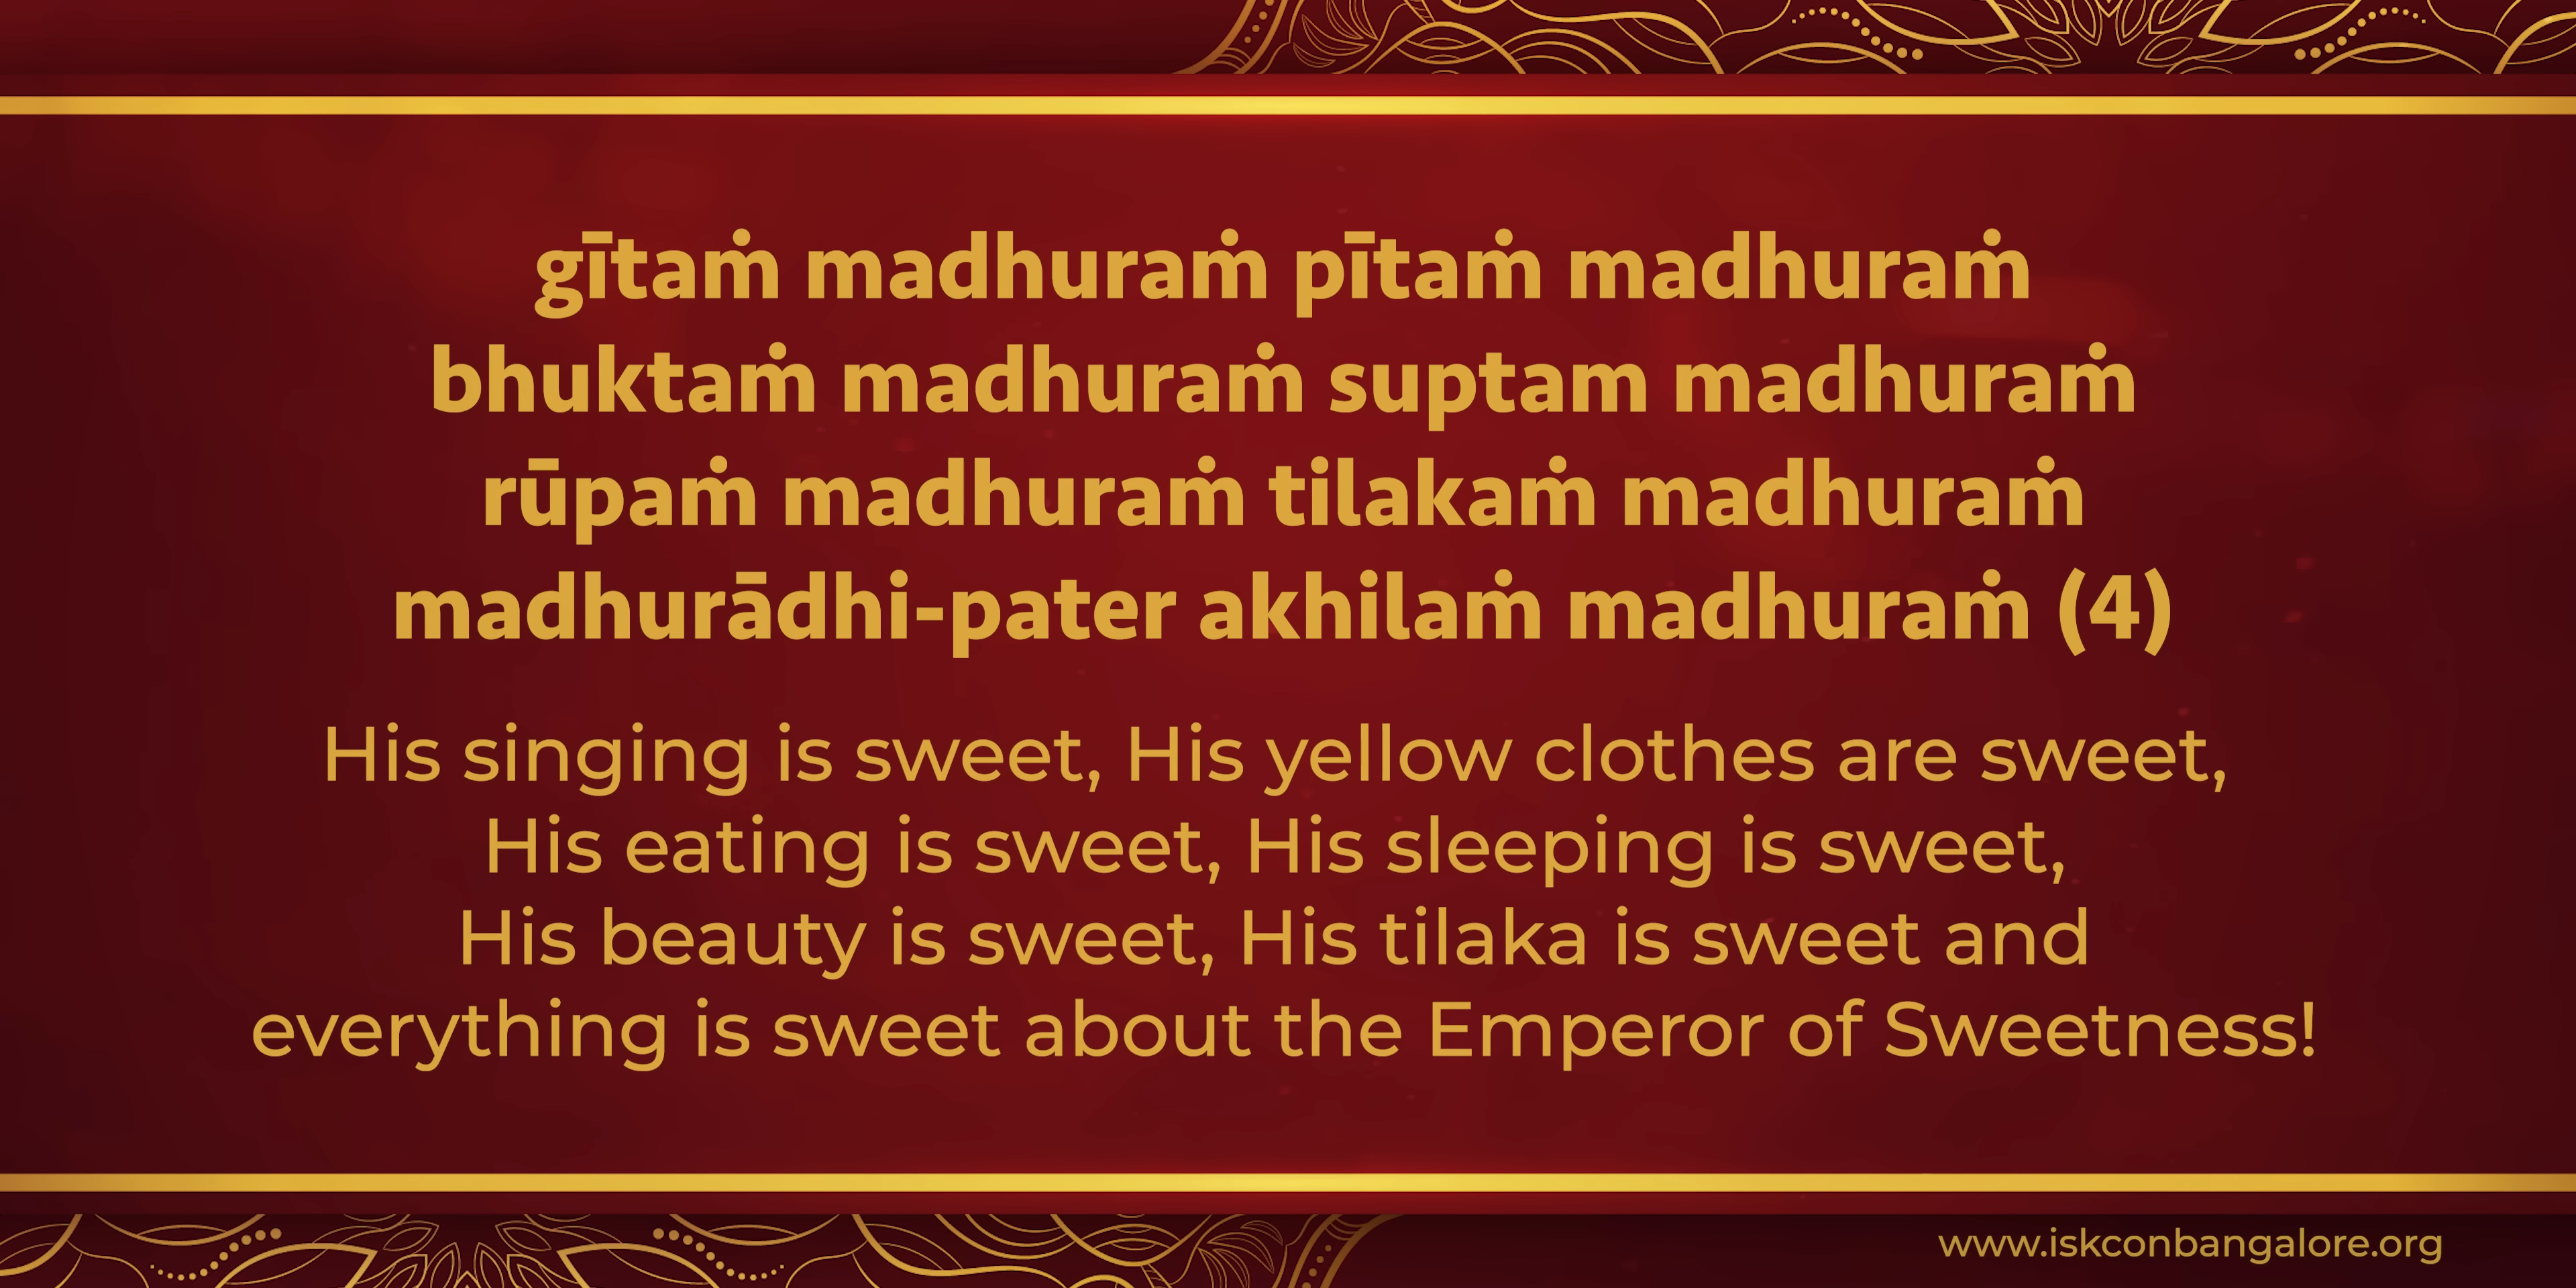 gītaṁ madhuraṁ pītaṁ madhuraṁ
bhuktaṁ madhuraṁ suptam madhuraṁ
rūpaṁ madhuraṁ tilakaṁ madhuraṁ
madhurādhi-pater akhilaṁ madhuraṁ (4)
His singing is sweet, His yellow clothes are sweet,
His eating is sweet, His sleeping is sweet,
His beauty is sweet, His tilaka is sweet and
everything is sweet about the Emperor of Sweetness!
www.iskconbangalore.org